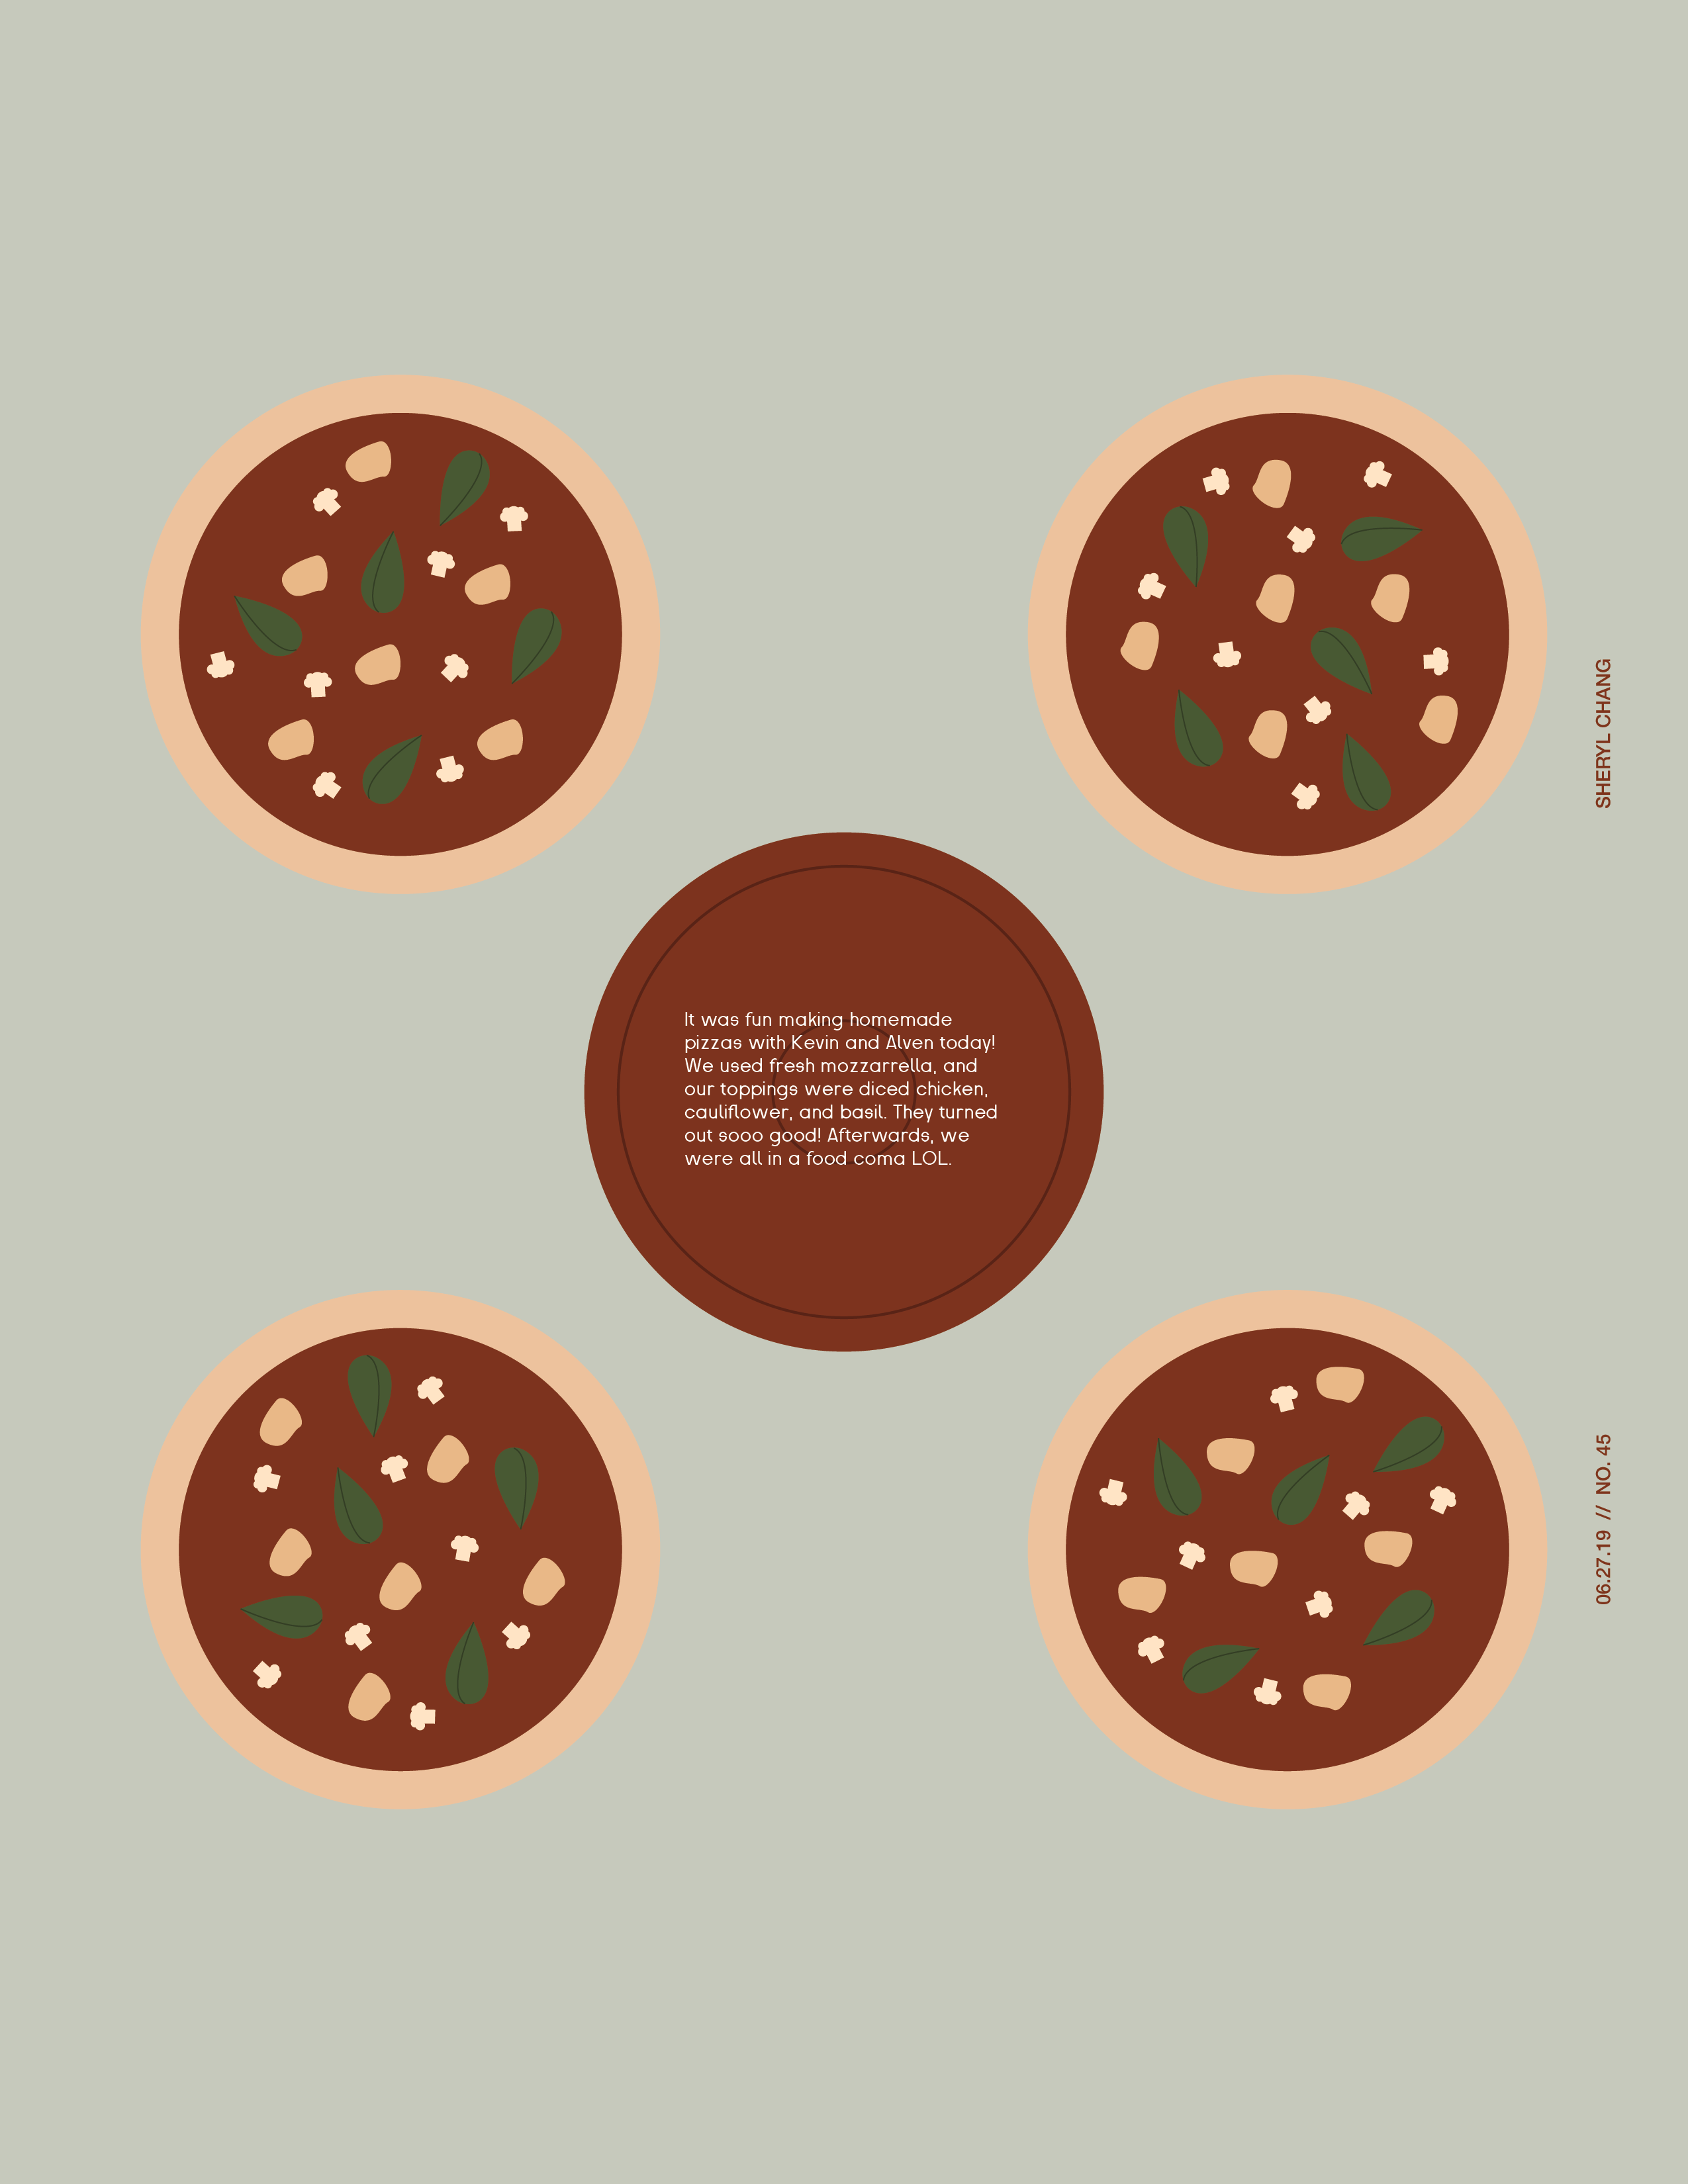 SHERYL CHANG
It was fun making homemade
pizzas with Kevin and Alven today!
We used fresh mozzarrella, and
our toppings were diced chicken,
cauliflower, and basil. They turned
out sooo good! Afterwards, we
were all in a food coma LOL.
06.27.19 // NO. 45